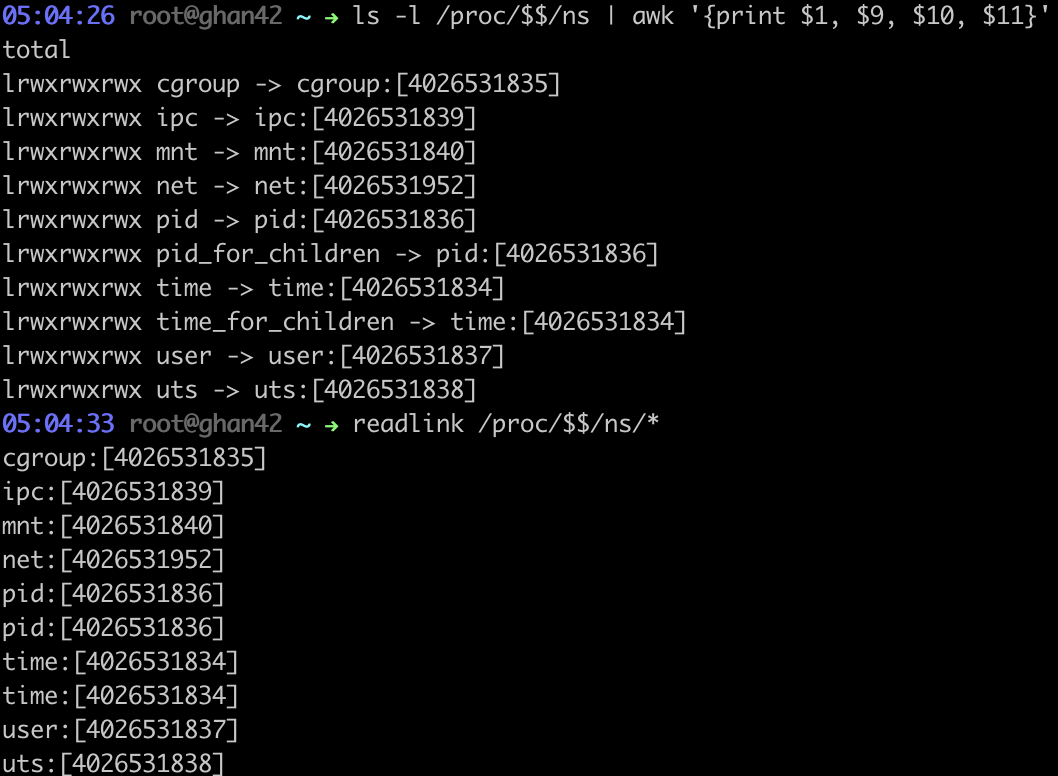 05:04:26 root@ghan42 ~ → ls -l /proc/$$/ns | awk '{print $1, $9, $10, $11}'
total
lrwxrwxrwx cgroup -> cgroup:[4026531835]
lrwxrwxrwx ipc -> ipc:[4026531839]
lrwxrwxrwx mnt -> mnt:[4026531840]
lrwxrwxrwx net -> net:[4026531952]
lrwxrwxrwx pid -> pid:[4026531836]
lrwxrwxrwx pid_for_children -> pid:[4026531836]
lrwxrwxrwx time -> time:[4026531834]
lrwxrwxrwx time_for_children -> time:[4026531834]
lrwxrwxrwx user -> user:[4026531837]
lrwxrwxrwx uts -> uts:[4026531838]
05:04:33 root@ghan42 ~ → readlink /proc/$$/ns/*
cgroup:[4026531835]
ipc:[4026531839]
mnt:[4026531840]
net:[4026531952]
pid:[4026531836]
pid:[4026531836]
time:[4026531834]
time:[4026531834]
user:[4026531837]
uts:[4026531838]